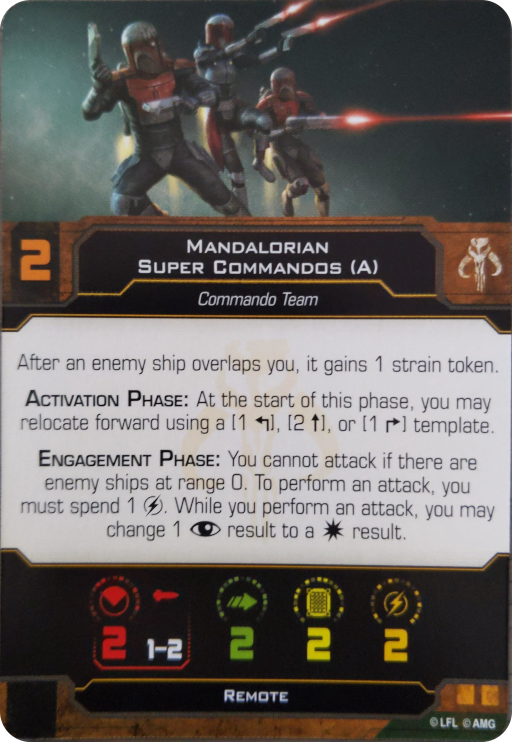 2
MANDALORIAN
SUPER COMMANDOS (A)
Commando Team
After an enemy ship overlaps you, it gains 1 strain token.
ACTIVATION PHASE: At the start of this phase, you may
relocate forward using a [1 ↰], [2 ↑], or [1 ↱] template.
ENGAGEMENT PHASE: You cannot attack if there are
enemy ships at range 0. To perform an attack, you
must spend 1 . While you perform an attack, you may
change 1 result to a result.
2 1-2 2 2 2
REMOTE
© LFL © AMG